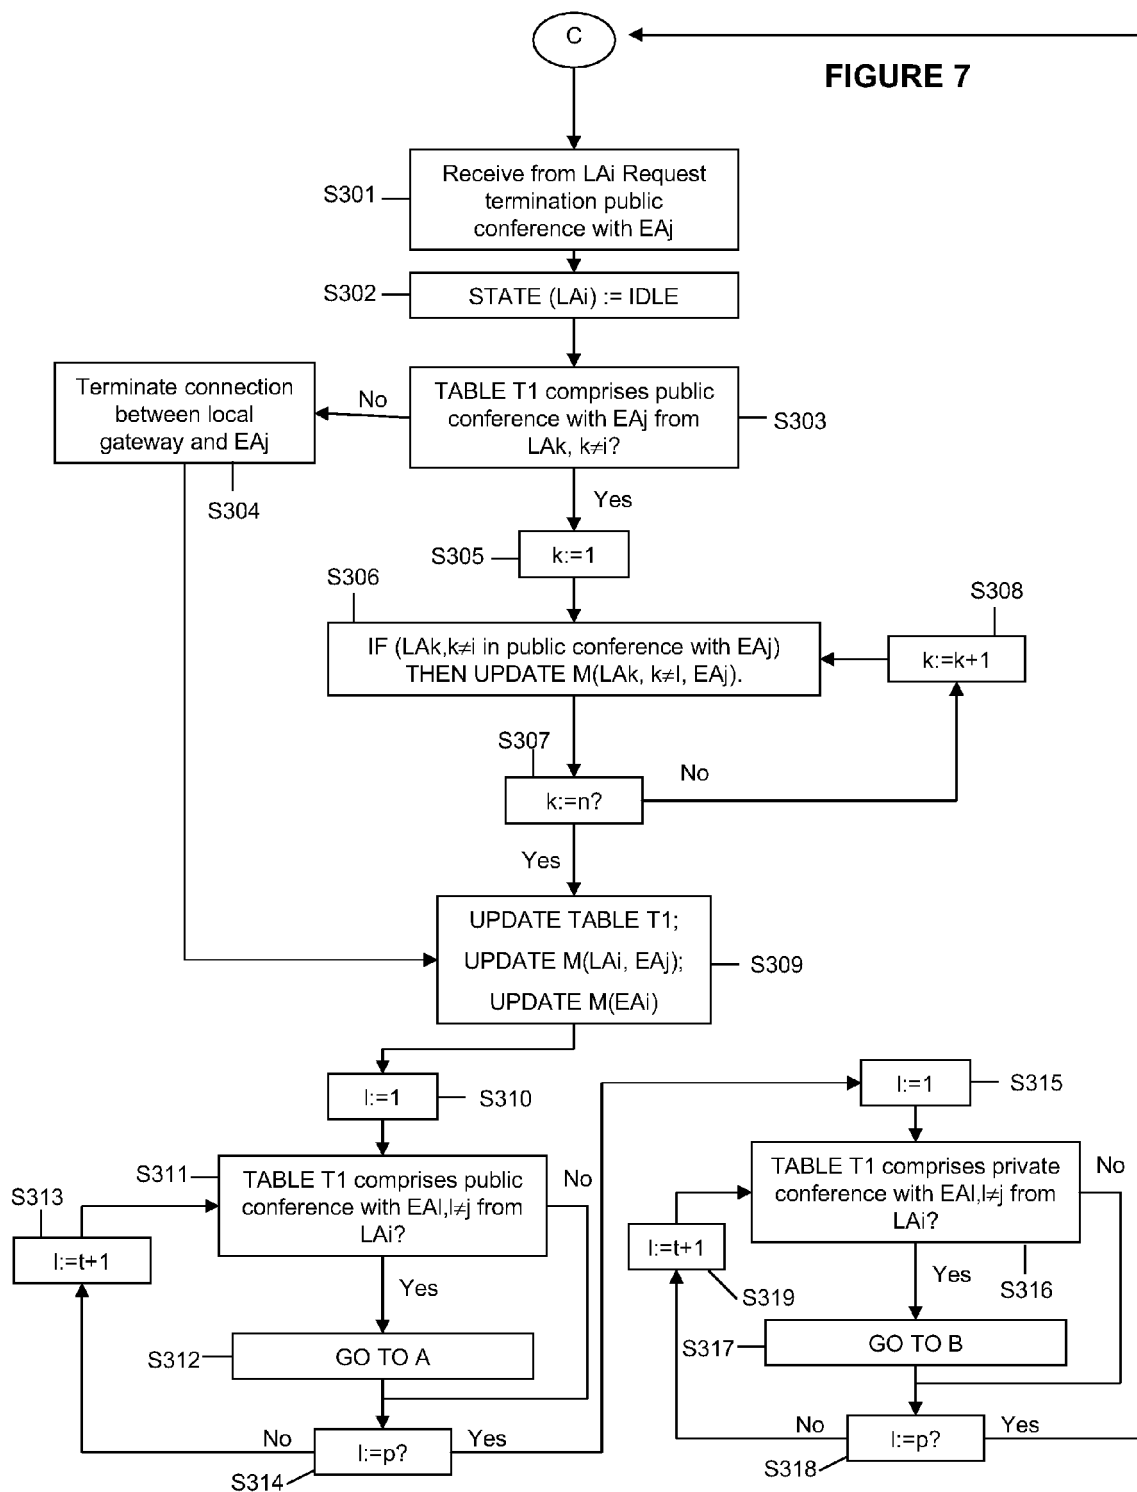 C
FIGURE 7
S301
Receive from LAi Request
termination public
conference with EAj
S302
STATE (LAi) := IDLE
Terminate connection
between local
gateway and EAj
No
TABLE T1 comprises public
conference with EAj from
LAk, k≠i?
S303
S304
Yes
S305
k:=1
S306
S308
IF (LAk,k≠i in public conference with EAj)
THEN UPDATE M(LAk, k≠I, EAj).
k:=k+1
S307
No
k:=n?
Yes
UPDATE TABLE T1;
UPDATE M(LAi, EAj);
UPDATE M(EAi)
S309
l:=1
S310
l:=1
S315
S311
TABLE T1 comprises public
conference with EAl,l≠j from
LAi?
No
S313
l:=t+1
Yes
S312
GO TO A
No
l:=p?
Yes
S314
TABLE T1 comprises private
conference with EAl,l≠j from
LAi?
No
l:=t+1
S319
Yes
S316
S317
GO TO B
No
l:=p?
Yes
S318